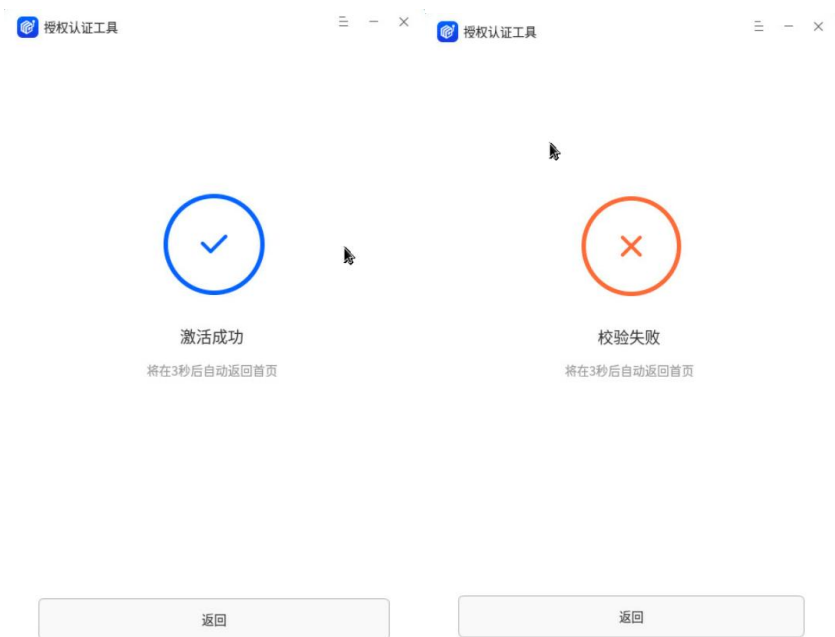 授权认证工具
激活成功
将在3秒后自动返回首页
返回
授权认证工具
校验失败
将在3秒后自动返回首页
返回